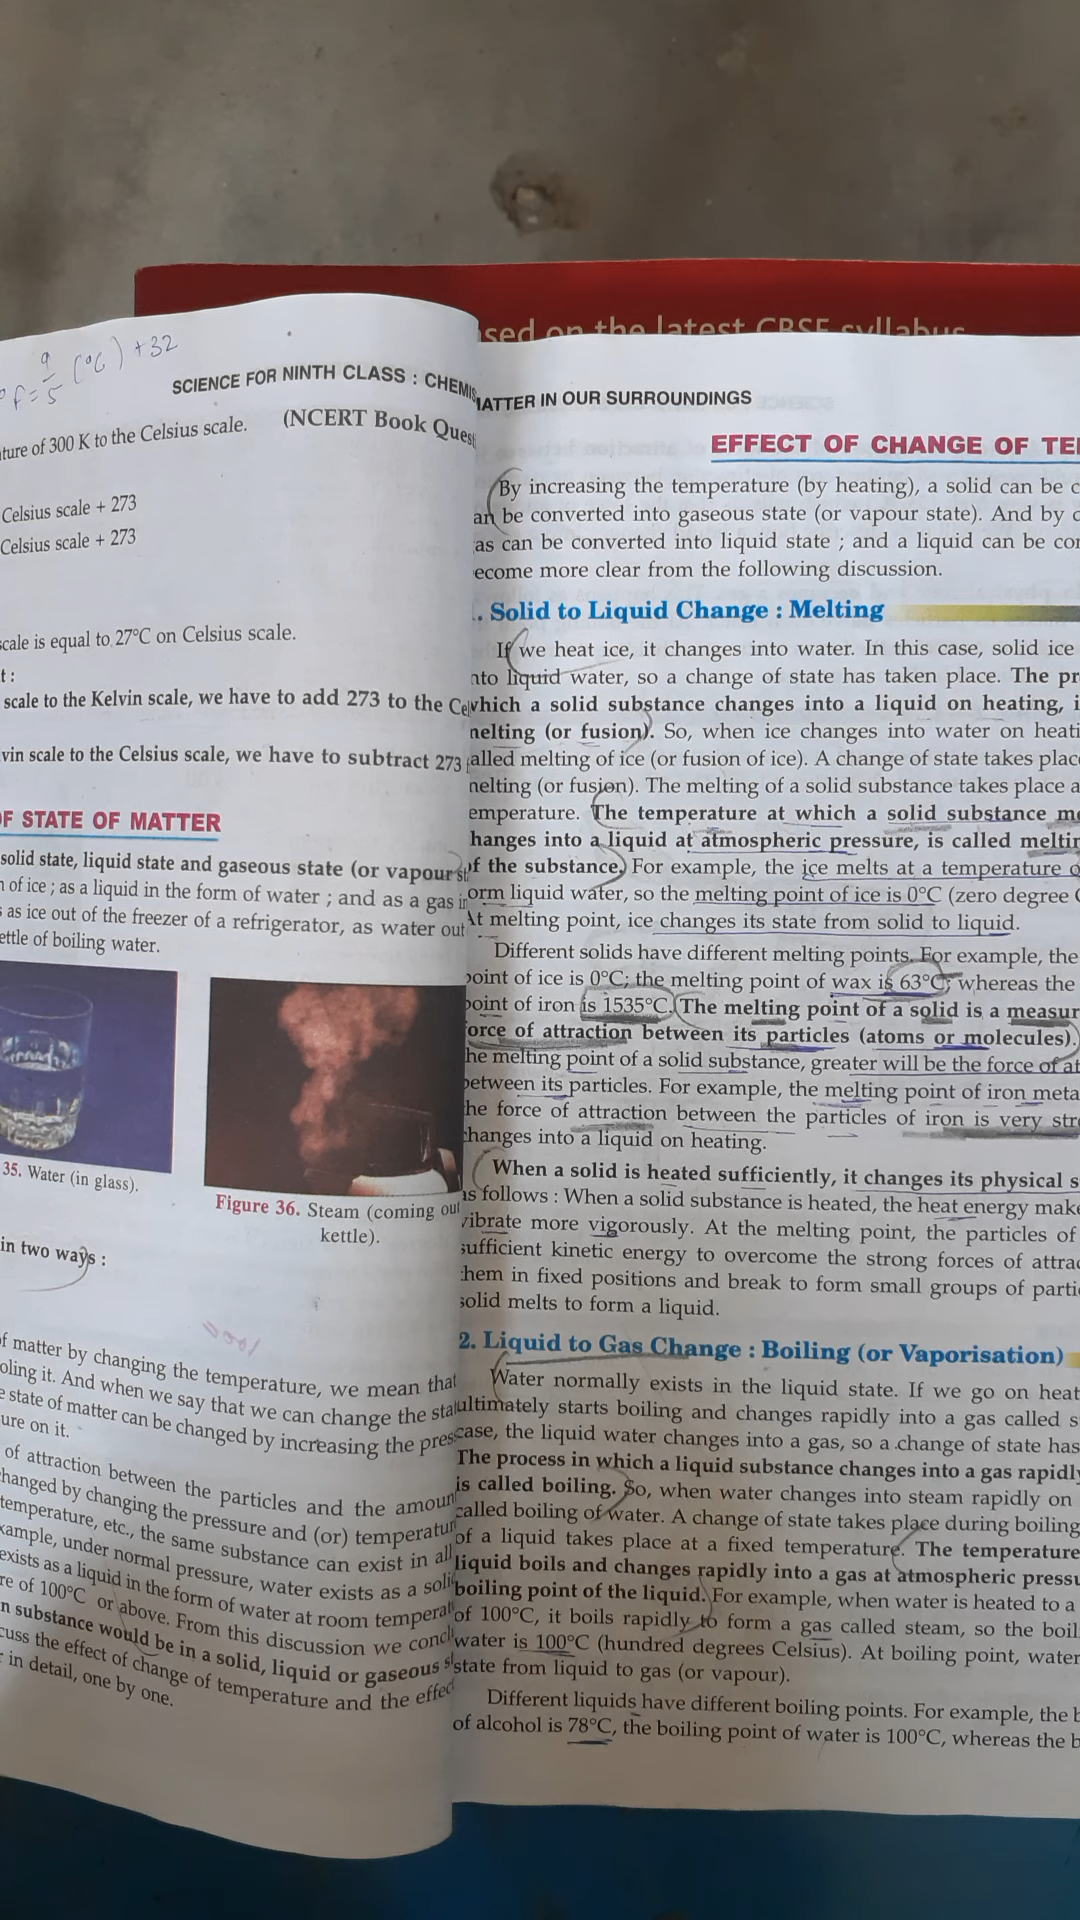 sed on the latest CBSE syllabus
°F = 9/5 (°C) + 32
SCIENCE FOR NINTH CLASS : CHEMIS
ture of 300 K to the Celsius scale. (NCERT Book Ques
Celsius scale + 273
Celsius scale + 273
scale is equal to 27°C on Celsius scale.
t :
scale to the Kelvin scale, we have to add 273 to the Ce
vin scale to the Celsius scale, we have to subtract 273
F STATE OF MATTER
solid state, liquid state and gaseous state (or vapour st
n of ice ; as a liquid in the form of water ; and as a gas in
s as ice out of the freezer of a refrigerator, as water out
ettle of boiling water.
35. Water (in glass).
Figure 36. Steam (coming out
kettle).
in two ways :
of matter by changing the temperature, we mean that
oling it. And when we say that we can change the sta
e state of matter can be changed by increasing the pres
ure on it.
of attraction between the particles and the amoun
changed by changing the pressure and (or) temperatur
temperature, etc., the same substance can exist in all
xample, under normal pressure, water exists as a soli
exists as a liquid in the form of water at room temperat
re of 100°C or above. From this discussion we concl
n substance would be in a solid, liquid or gaseous s
cuss the effect of change of temperature and the effec
r in detail, one by one.
MATTER IN OUR SURROUNDINGS
EFFECT OF CHANGE OF TE
By increasing the temperature (by heating), a solid can be c
an be converted into gaseous state (or vapour state). And by c
as can be converted into liquid state ; and a liquid can be con
ecome more clear from the following discussion.
. Solid to Liquid Change : Melting
If we heat ice, it changes into water. In this case, solid ice
nto liquid water, so a change of state has taken place. The pr
which a solid substance changes into a liquid on heating, i
melting (or fusion). So, when ice changes into water on heati
alled melting of ice (or fusion of ice). A change of state takes place
melting (or fusion). The melting of a solid substance takes place a
emperature. The temperature at which a solid substance me
hanges into a liquid at atmospheric pressure, is called meltin
f the substance. For example, the ice melts at a temperature o
orm liquid water, so the melting point of ice is 0°C (zero degree C
At melting point, ice changes its state from solid to liquid.
Different solids have different melting points. For example, the
point of ice is 0°C; the melting point of wax is 63°C; whereas the
point of iron is 1535°C. The melting point of a solid is a measur
orce of attraction between its particles (atoms or molecules).
he melting point of a solid substance, greater will be the force of at
between its particles. For example, the melting point of iron meta
he force of attraction between the particles of iron is very stro
changes into a liquid on heating.
When a solid is heated sufficiently, it changes its physical s
as follows : When a solid substance is heated, the heat energy make
vibrate more vigorously. At the melting point, the particles of
sufficient kinetic energy to overcome the strong forces of attrac
them in fixed positions and break to form small groups of parti
solid melts to form a liquid.
2. Liquid to Gas Change : Boiling (or Vaporisation)
Water normally exists in the liquid state. If we go on heat
ultimately starts boiling and changes rapidly into a gas called s
case, the liquid water changes into a gas, so a change of state has
The process in which a liquid substance changes into a gas rapidly
is called boiling. So, when water changes into steam rapidly on
called boiling of water. A change of state takes place during boiling
of a liquid takes place at a fixed temperature. The temperature
liquid boils and changes rapidly into a gas at atmospheric pressu
boiling point of the liquid. For example, when water is heated to a
of 100°C, it boils rapidly to form a gas called steam, so the boil
water is 100°C (hundred degrees Celsius). At boiling point, water
state from liquid to gas (or vapour).
Different liquids have different boiling points. For example, the b
of alcohol is 78°C, the boiling point of water is 100°C, whereas the b